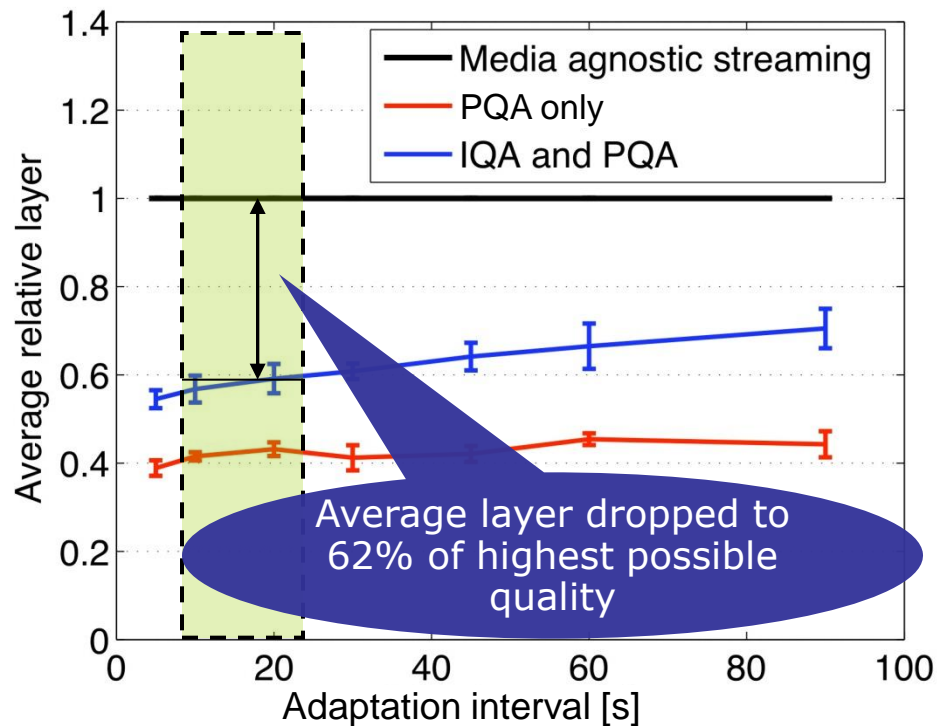 1.4
1.2
1
0.8
0.6
0.4
0.2
0
Average relative layer
Media agnostic streaming
PQA only
IQA and PQA
Average layer dropped to
62% of highest possible
quality
0 20 40 60 80 100
Adaptation interval [s]